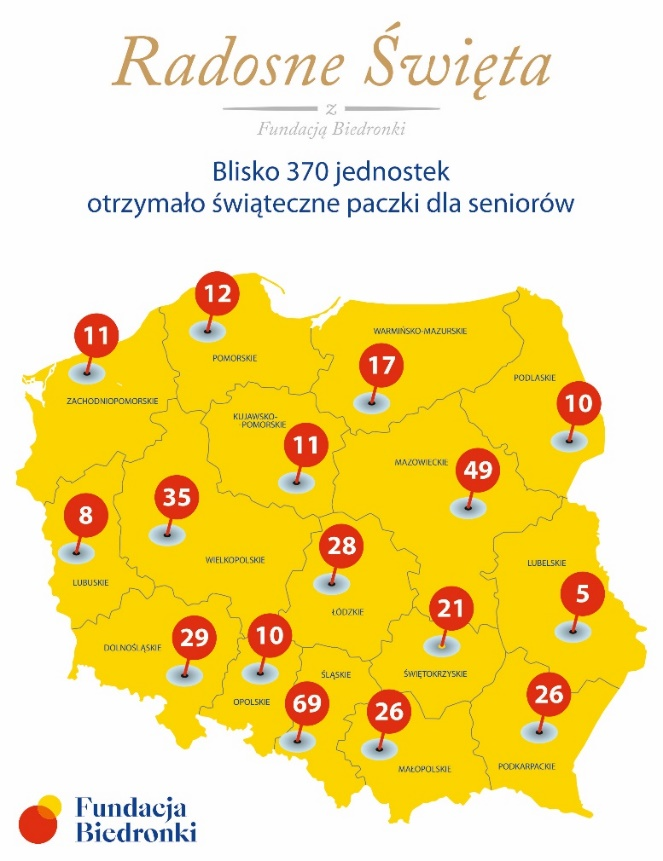 Radosne Święta
z
Fundacją Biedronki
Blisko 370 jednostek
otrzymało świąteczne paczki dla seniorów
12
11
WARMIŃSKO-MAZURSKIE
POMORSKIE
17
PODLASKIE
ZACHODNIOPOMORSKIE
10
KUJAWSKO-
POMORSKIE
11
MAZOWIECKIE
49
35
8
28
WIELKOPOLSKIE
LUBELSKIE
LUBUSKIE
5
21
ŁÓDZKIE
29
10
DOLNOŚLĄSKIE
ŚLĄSKIE
ŚWIĘTOKRZYSKIE
26
OPOLSKIE
69
26
MAŁOPOLSKIE
PODKARPACKIE
Fundacja
Biedronki